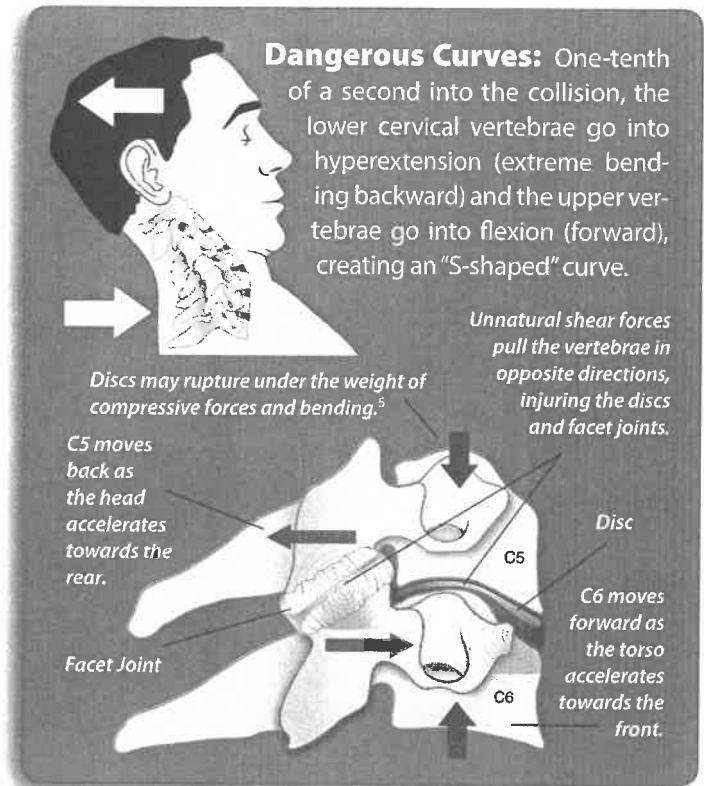 Dangerous Curves: One-tenth
of a second into the collision, the
lower cervical vertebrae go into
hyperextension (extreme bend-
ing backward) and the upper ver-
tebrae go into flexion (forward),
creating an “S-shaped” curve.
Unnatural shear forces
pull the vertebrae in
opposite directions,
injuring the discs
and facet joints.
Discs may rupture under the weight of
compressive forces and bending.5
C5 moves
back as
the head
accelerates
towards the
rear.
Disc
C5
C6 moves
forward as
the torso
accelerates
towards the
front.
Facet Joint
C6